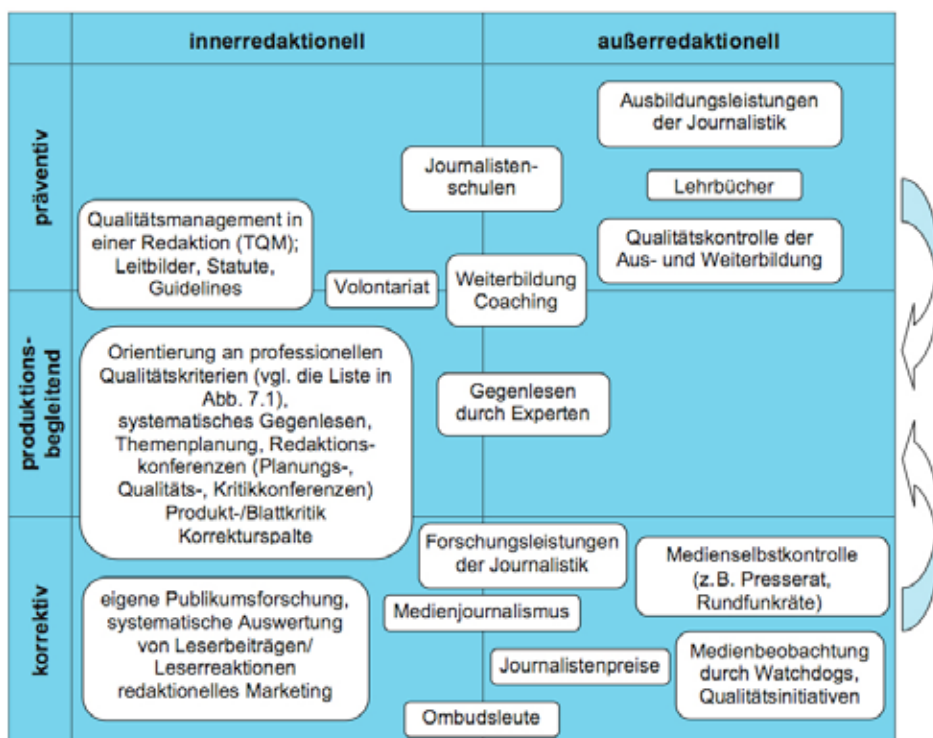 innerredaktionell
außerredaktionell
präventiv
Ausbildungsleistungen
der Journalistik
Journalisten-
schulen
Lehrbücher
Qualitätsmanagement in
einer Redaktion (TQM);
Leitbilder, Statute,
Guidelines
Qualitätskontrolle der
Aus- und Weiterbildung
Volontariat
Weiterbildung
Coaching
produktions-
begleitend
Orientierung an professionellen
Qualitätskriterien (vgl. die Liste in
Abb. 7.1),
systematisches Gegenlesen,
Themenplanung, Redaktions-
konferenzen (Planungs-,
Qualitäts-, Kritikkonferenzen)
Produkt-/Blattkritik
Korrekturspalte
Gegenlesen
durch Experten
korrektiv
Forschungsleistungen
der Journalistik
Medienselbstkontrolle
(z.B. Presserat,
Rundfunkräte)
eigene Publikumsforschung,
systematische Auswertung
von Leserbeiträgen/
Leserreaktionen
redaktionelles Marketing
Medienjournalismus
Journalistenpreise
Medienbeobachtung
durch Watchdogs,
Qualitätsinitiativen
Ombudsleute